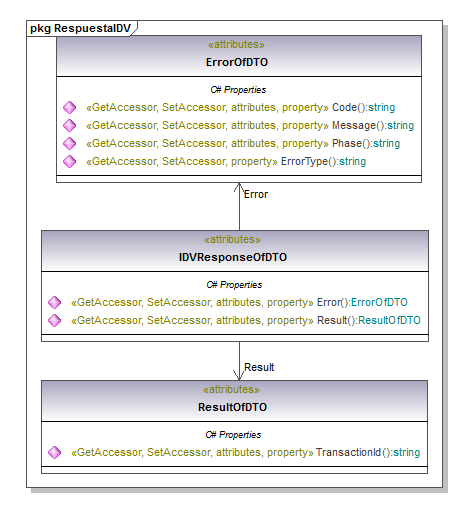 pkg RespuestaIDV
«attributes»
ErrorOfDTO
C# Properties
«GetAccessor, SetAccessor, attributes, property» Code():string
«GetAccessor, SetAccessor, attributes, property» Message():string
«GetAccessor, SetAccessor, attributes, property» Phase():string
«GetAccessor, SetAccessor, property» ErrorType():string
Error
«attributes»
IDVResponseOfDTO
C# Properties
«GetAccessor, SetAccessor, attributes, property» Error():ErrorOfDTO
«GetAccessor, SetAccessor, attributes, property» Result():ResultOfDTO
Result
«attributes»
ResultOfDTO
C# Properties
«GetAccessor, SetAccessor, attributes, property» TransactionId():string